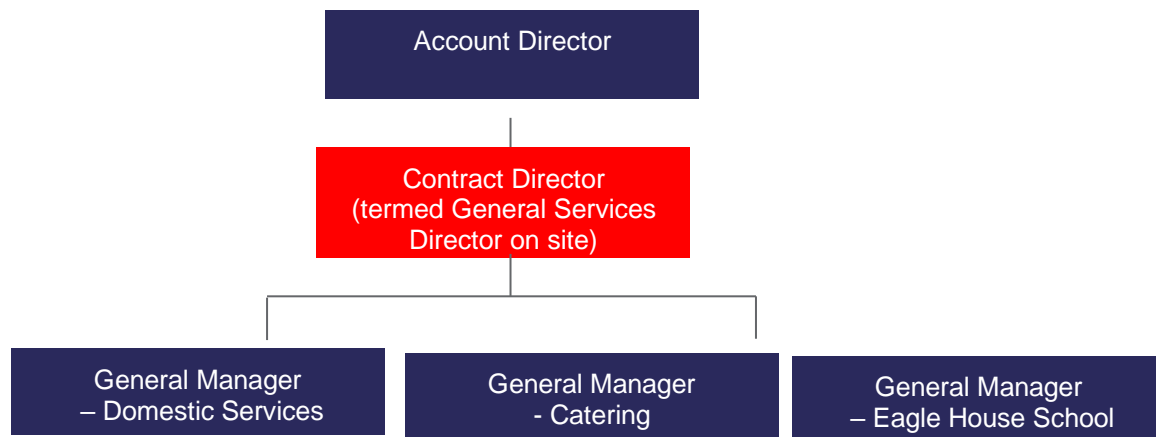 Account Director
Contract Director
(termed General Services
Director on site)
General Manager
– Domestic Services
General Manager
- Catering
General Manager
– Eagle House School